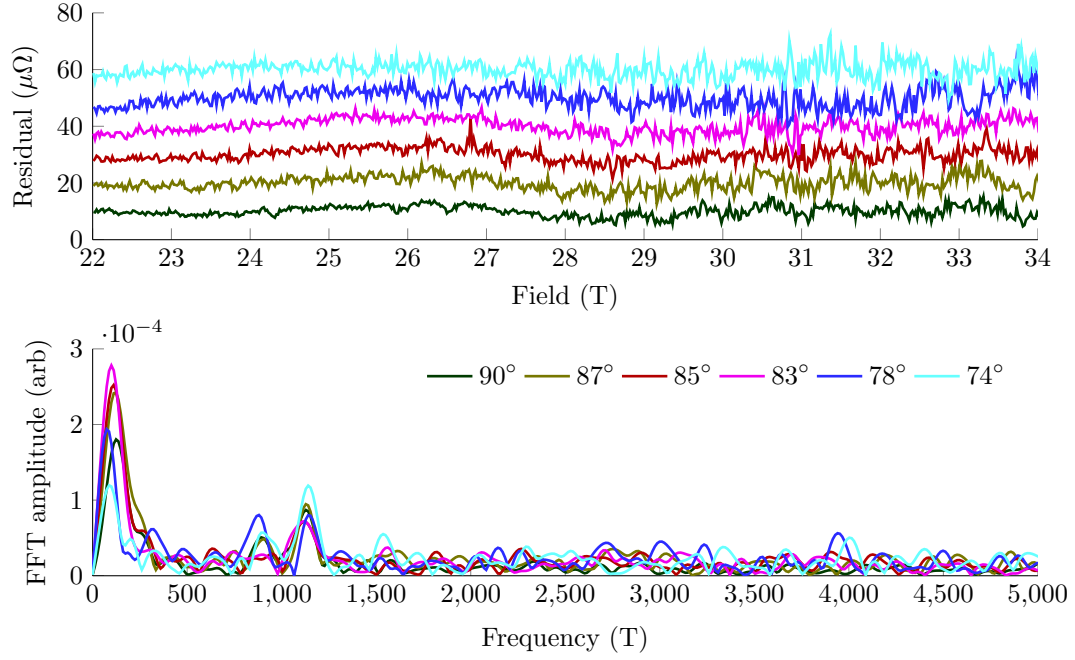 80
60
40
20
0
Residual (μΩ)
22 23 24 25 26 27 28 29 30 31 32 33 34
Field (T)
·10⁻⁴
3
2
1
0
FFT amplitude (arb)
90° 87° 85° 83° 78° 74°
0 500 1,000 1,500 2,000 2,500 3,000 3,500 4,000 4,500 5,000
Frequency (T)